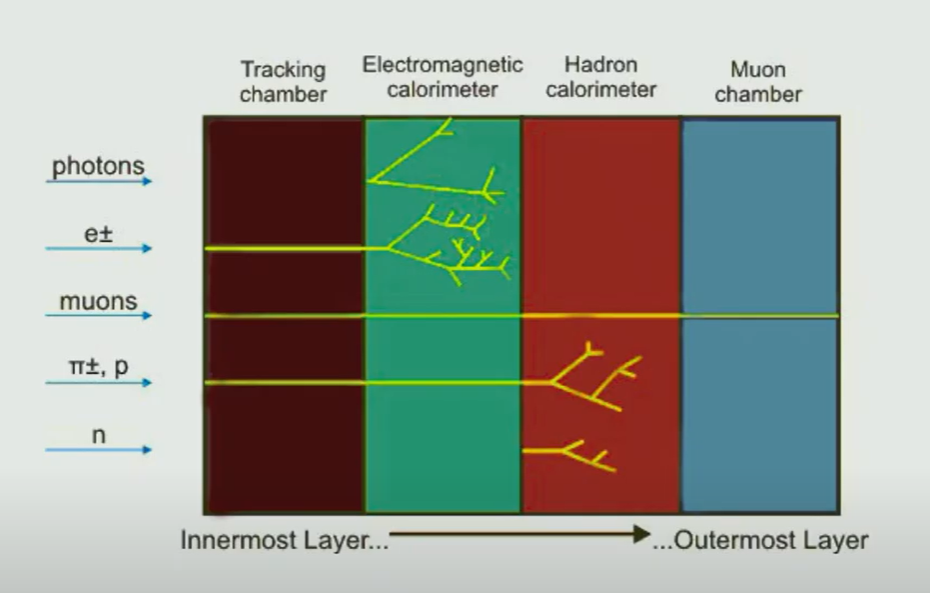 Tracking
chamber
Electromagnetic
calorimeter
Hadron
calorimeter
Muon
chamber
photons
e±
muons
π±, p
n
Innermost Layer...
...Outermost Layer